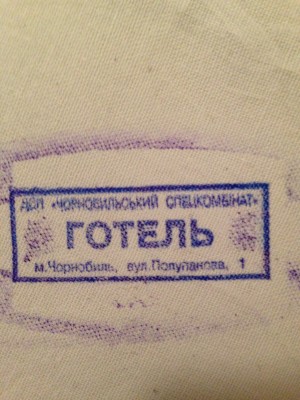 ДСП «ЧОРНОБИЛЬСЬКИЙ СПЕЦКОМБІНАТ»
ГОТЕЛЬ
м.Чорнобиль, вул.Полупанова, 1